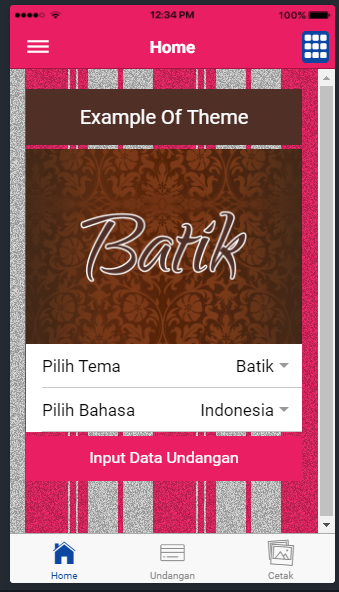 12:34 PM
100%
Home
Example Of Theme
Batik
Pilih Tema Batik
Pilih Bahasa Indonesia
Input Data Undangan
Home Undangan Cetak